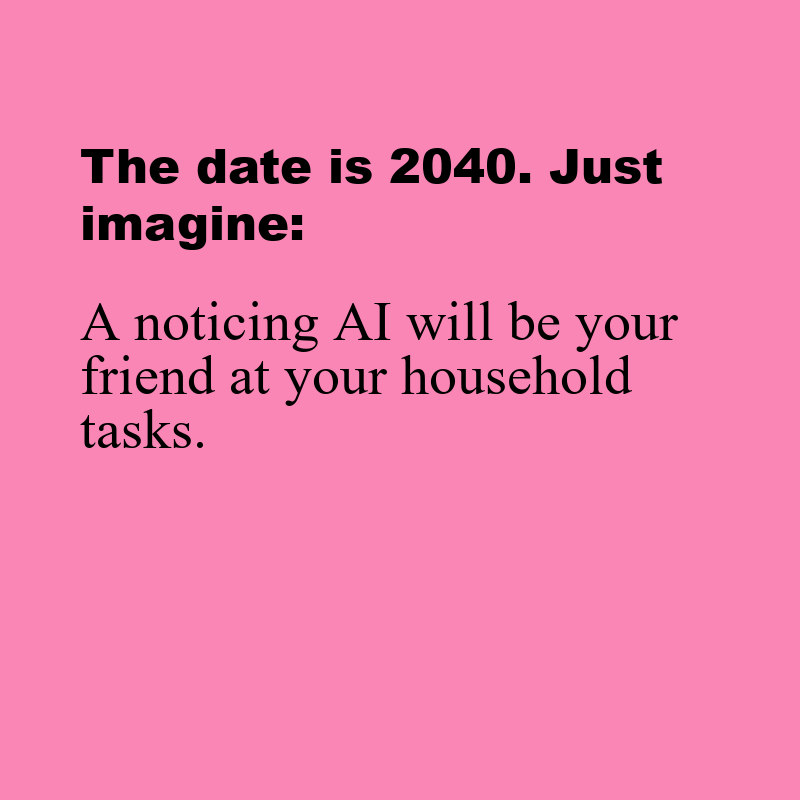 The date is 2040. Just
imagine:
A noticing AI will be your
friend at your household
tasks.